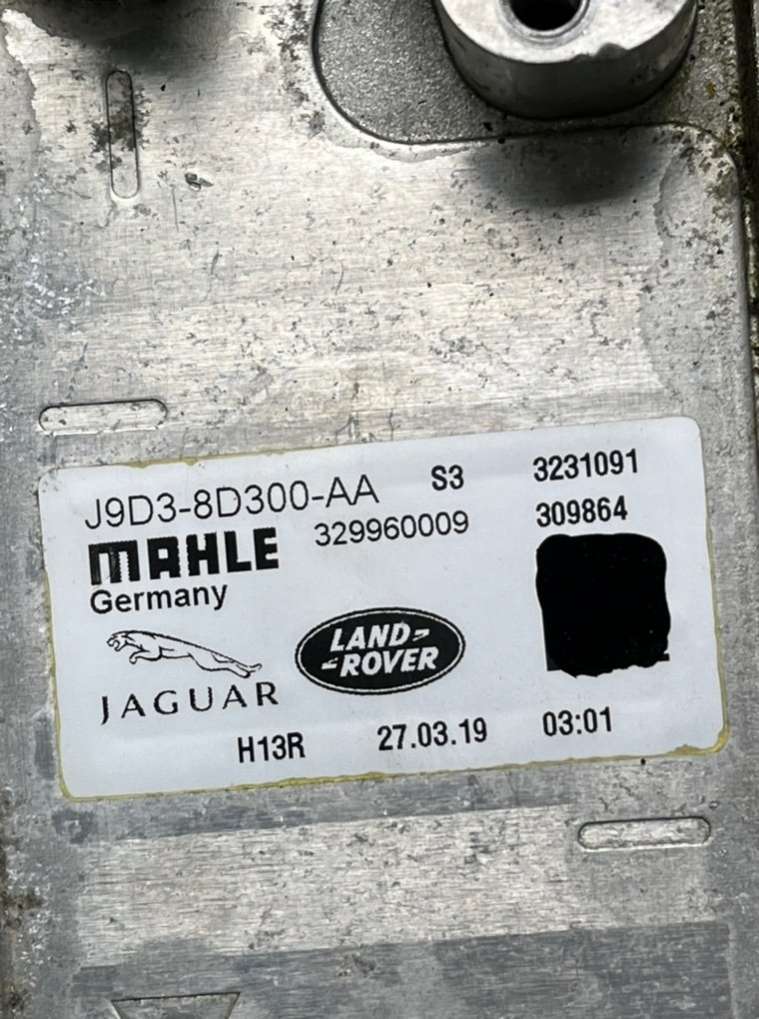 J9D3-8D300-AA S3 3231091
MAHLE 329960009 309864
Germany
JAGUAR LAND-
-ROVER
H13R 27.03.19 03:01